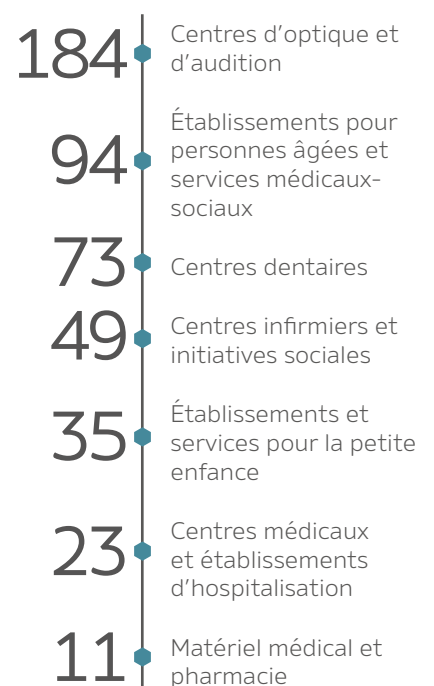 184
Centres d'optique et
d'audition
94
Établissements pour
personnes âgées et
services médicaux-
sociaux
73
Centres dentaires
49
Centres infirmiers et
initiatives sociales
35
Établissements et
services pour la petite
enfance
23
Centres médicaux
et établissements
d'hospitalisation
11
Matériel médical et
pharmacie